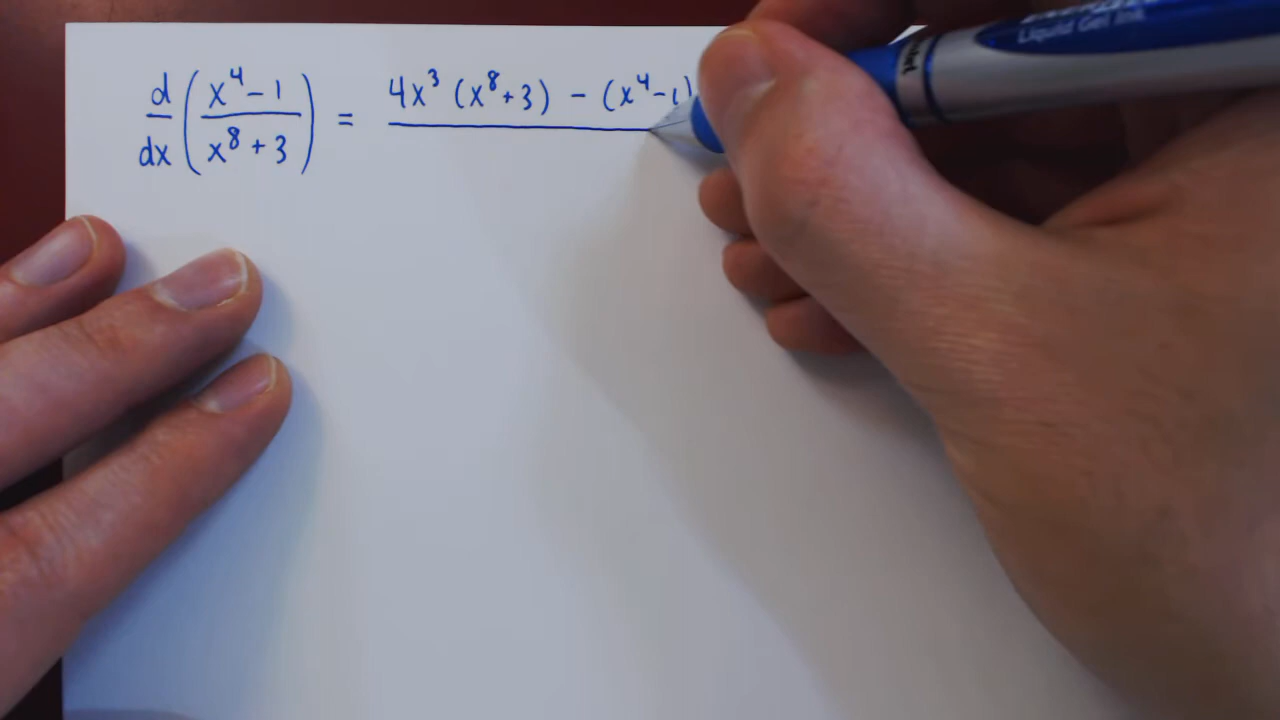 d/dx ( (x⁴ - 1) / (x⁸ + 3) ) = 4x³ (x⁸ + 3) - (x⁴ - 1)
Liquid Gel Ink